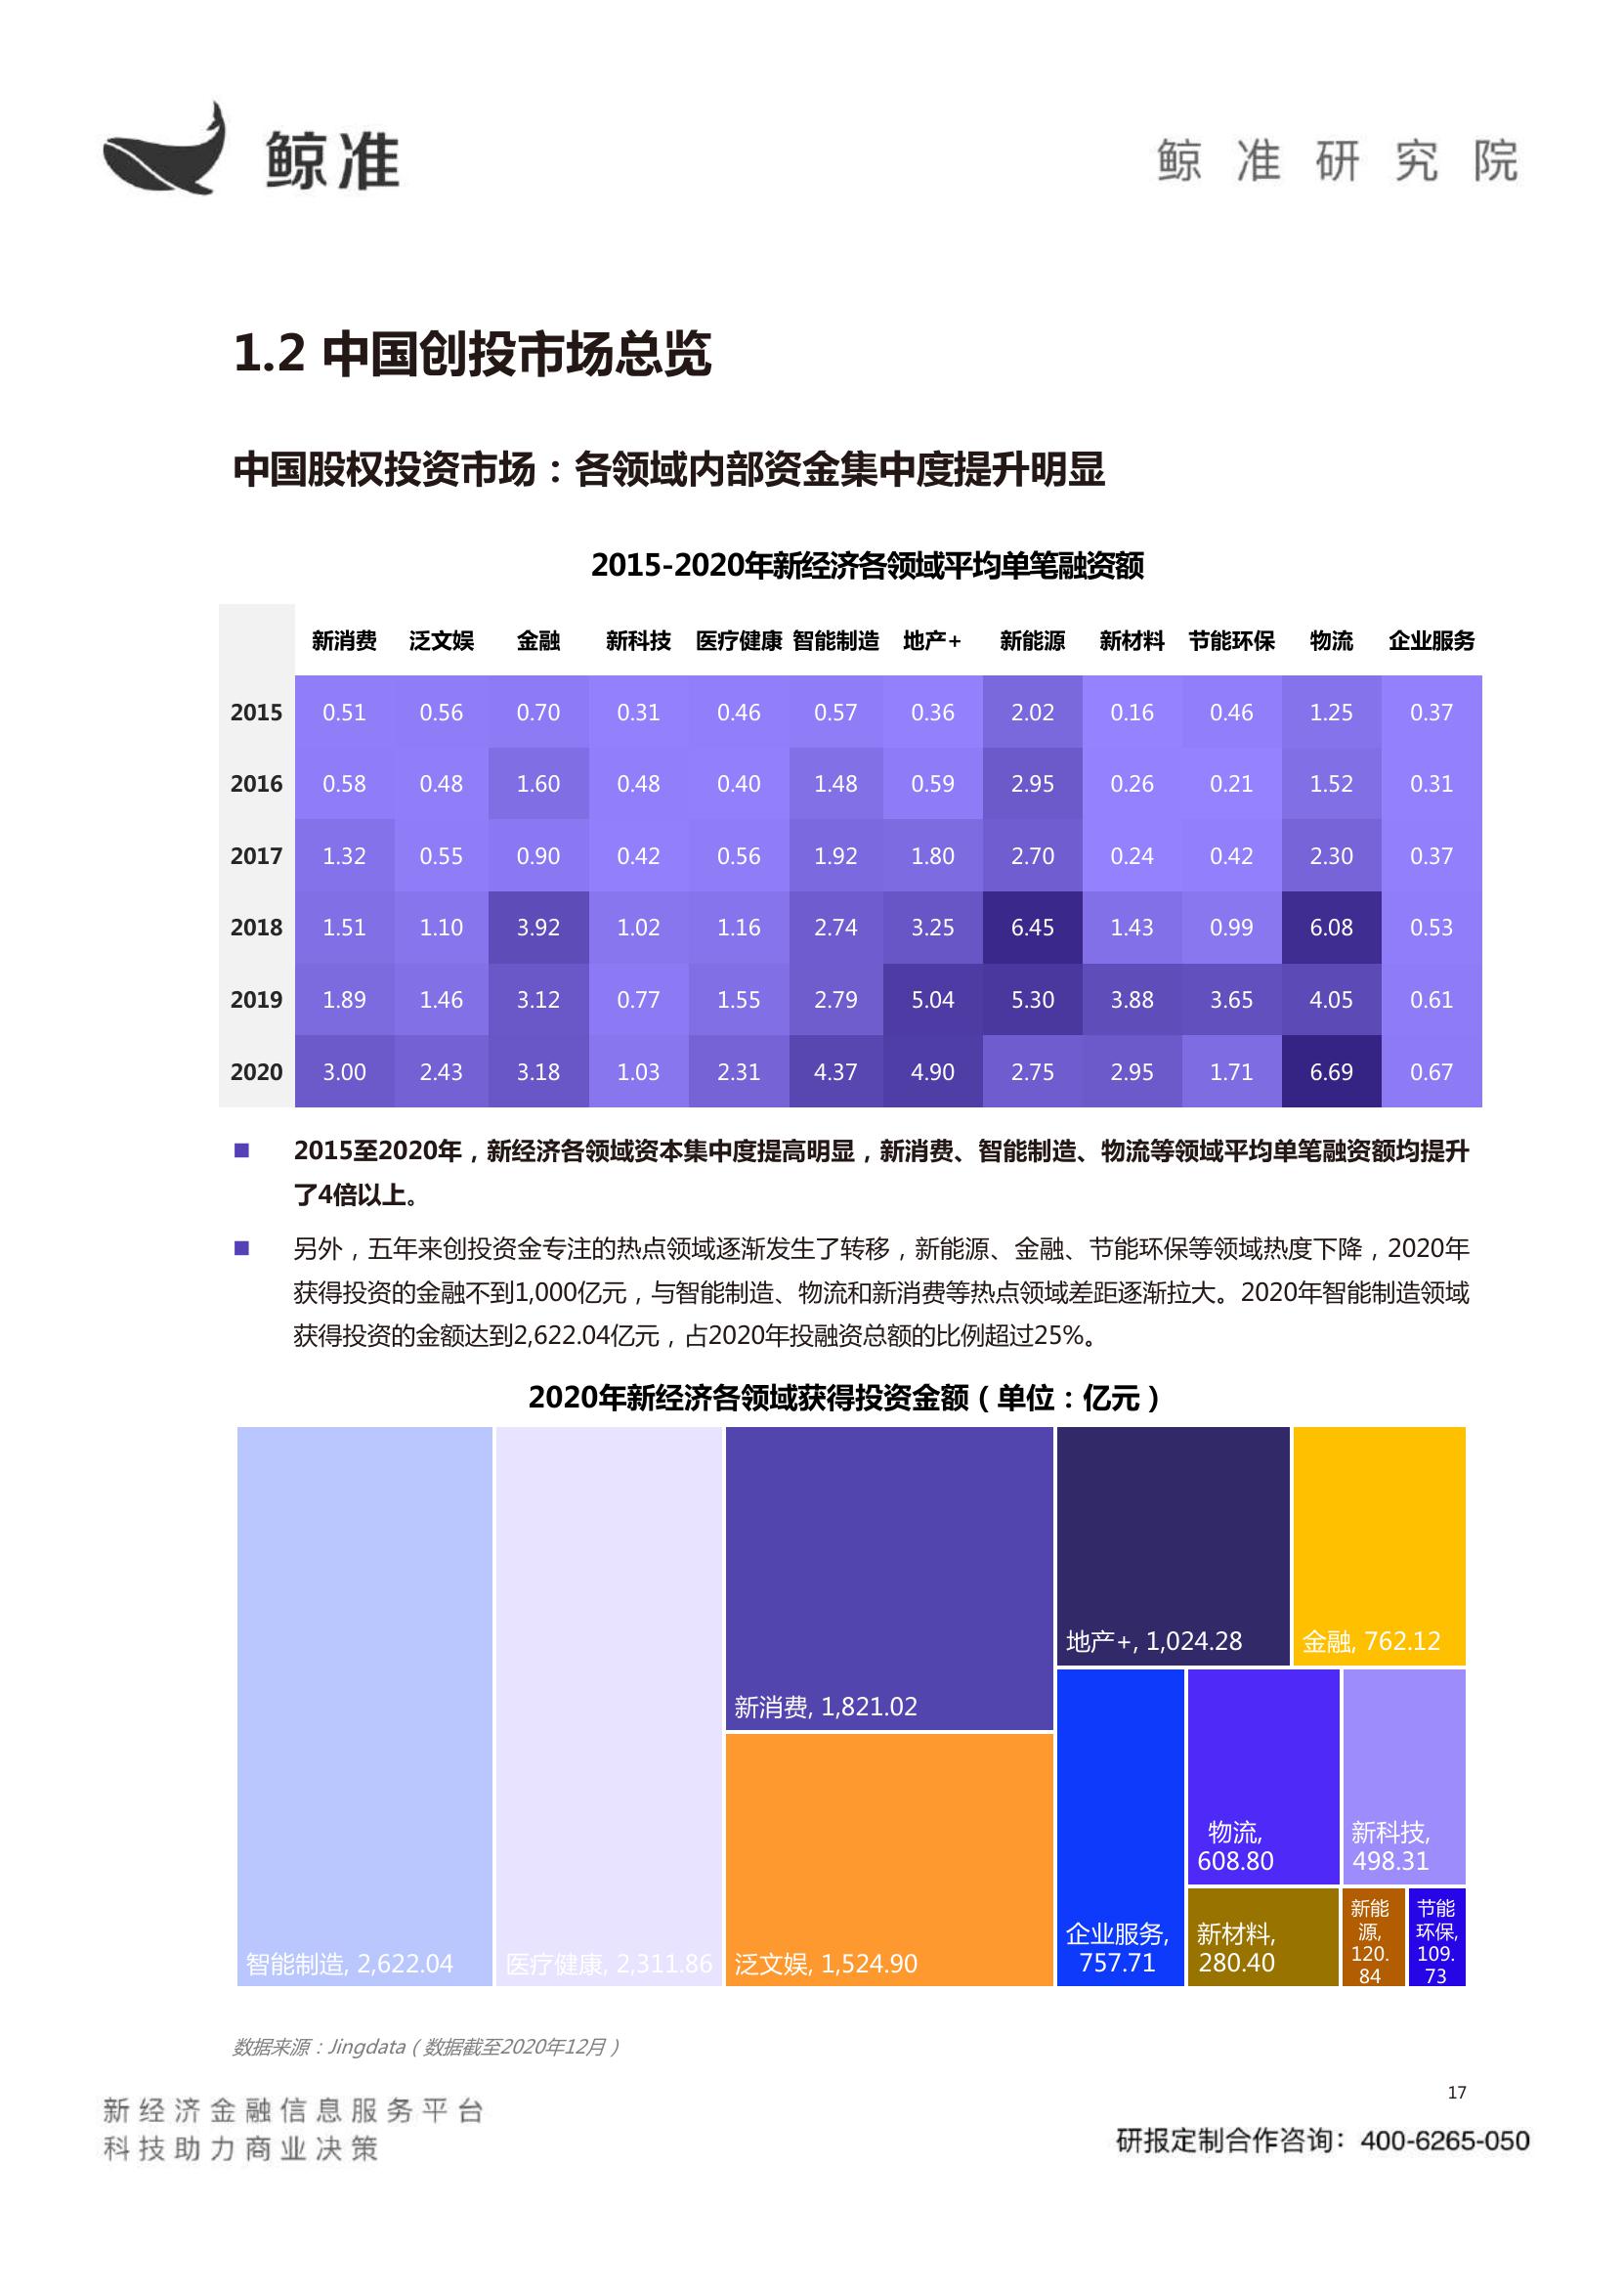 鲸准
鲸准研究院
1.2 中国创投市场总览
中国股权投资市场：各领域内部资金集中度提升明显
2015-2020年新经济各领域平均单笔融资额
新消费 泛文娱 金融 新科技 医疗健康 智能制造 地产+ 新能源 新材料 节能环保 物流 企业服务
2015 0.51 0.56 0.70 0.31 0.46 0.57 0.36 2.02 0.16 0.46 1.25 0.37
2016 0.58 0.48 1.60 0.48 0.40 1.48 0.59 2.95 0.26 0.21 1.52 0.31
2017 1.32 0.55 0.90 0.42 0.56 1.92 1.80 2.70 0.24 0.42 2.30 0.37
2018 1.51 1.10 3.92 1.02 1.16 2.74 3.25 6.45 1.43 0.99 6.08 0.53
2019 1.89 1.46 3.12 0.77 1.55 2.79 5.04 5.30 3.88 3.65 4.05 0.61
2020 3.00 2.43 3.18 1.03 2.31 4.37 4.90 2.75 2.95 1.71 6.69 0.67
2015至2020年，新经济各领域资本集中度提高明显，新消费、智能制造、物流等领域平均单笔融资额均提升
了4倍以上。
另外，五年来创投资金专注的热点领域逐渐发生了转移，新能源、金融、节能环保等领域热度下降，2020年
获得投资的金融不到1,000亿元，与智能制造、物流和新消费等热点领域差距逐渐拉大。2020年智能制造领域
获得投资的金额达到2,622.04亿元，占2020年投融资总额的比例超过25%。
2020年新经济各领域获得投资金额（单位：亿元）
智能制造, 2,622.04
医疗健康, 2,311.86
新消费, 1,821.02
泛文娱, 1,524.90
地产+, 1,024.28
金融, 762.12
企业服务,
757.71
物流,
608.80
新科技,
498.31
新材料,
280.40
新能
源,
120.
84
节能
环保,
109.
73
数据来源：Jingdata（数据截至2020年12月）
17
新经济金融信息服务平台
科技助力商业决策
研报定制合作咨询：400-6265-050